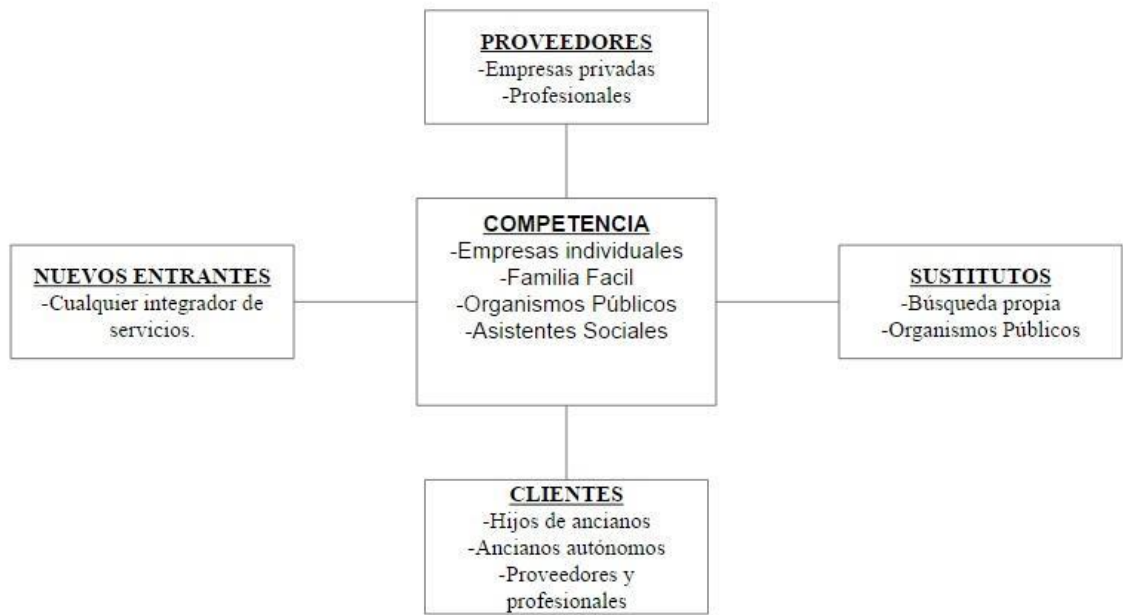 PROVEEDORES
-Empresas privadas
-Profesionales
COMPETENCIA
-Empresas individuales
-Familia Facil
-Organismos Públicos
-Asistentes Sociales
NUEVOS ENTRANTES
-Cualquier integrador de
servicios.
SUSTITUTOS
-Búsqueda propia
-Organismos Públicos
CLIENTES
-Hijos de ancianos
-Ancianos autónomos
-Proveedores y
profesionales